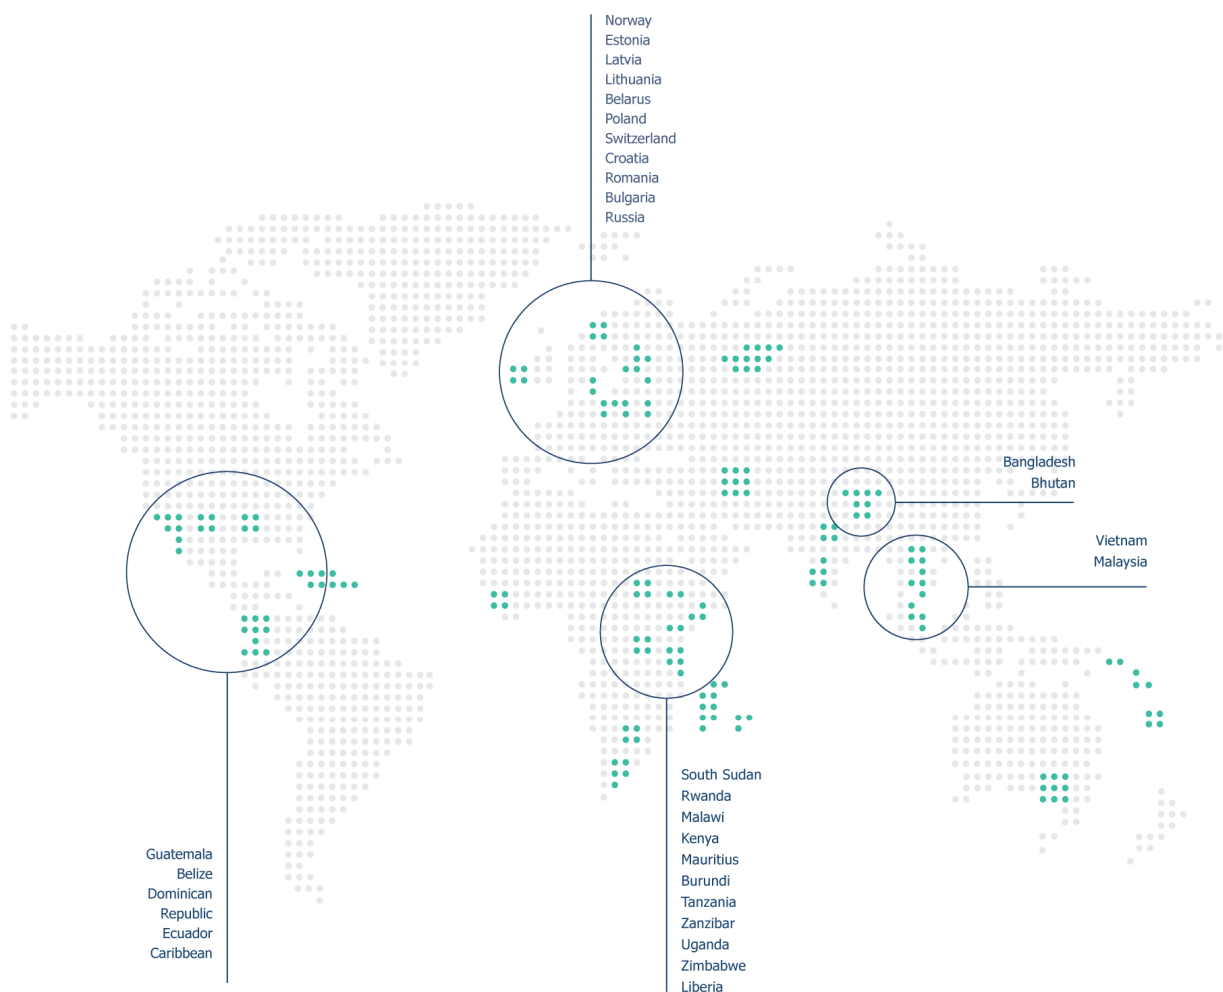 Norway
Estonia
Latvia
Lithuania
Belarus
Poland
Switzerland
Croatia
Romania
Bulgaria
Russia
Bangladesh
Bhutan
Vietnam
Malaysia
South Sudan
Rwanda
Malawi
Kenya
Mauritius
Burundi
Tanzania
Zanzibar
Uganda
Zimbabwe
Liberia
Guatemala
Belize
Dominican
Republic
Ecuador
Caribbean